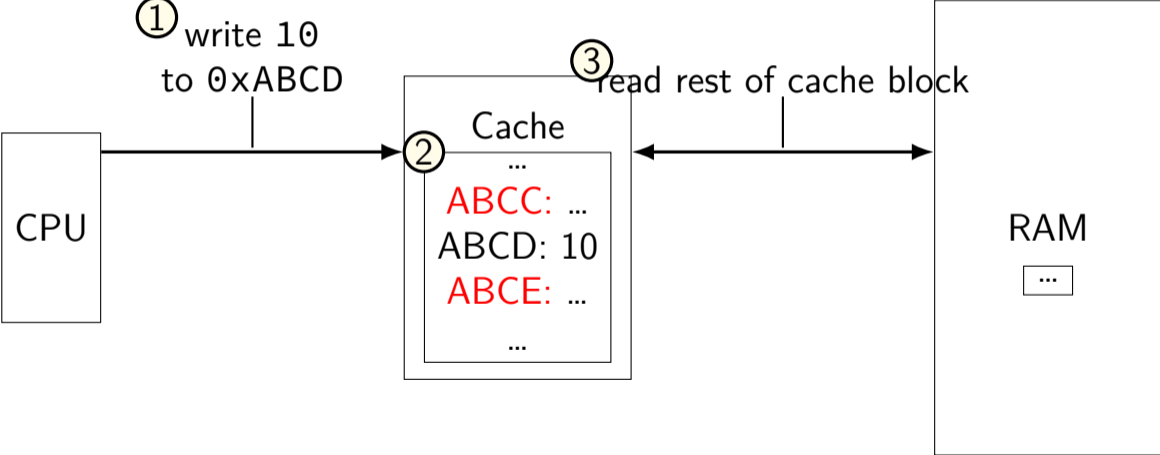 1
write 10
to 0xABCD
3
read rest of cache block
Cache
2
...
ABCC: ...
ABCD: 10
ABCE: ...
...
CPU
RAM
...